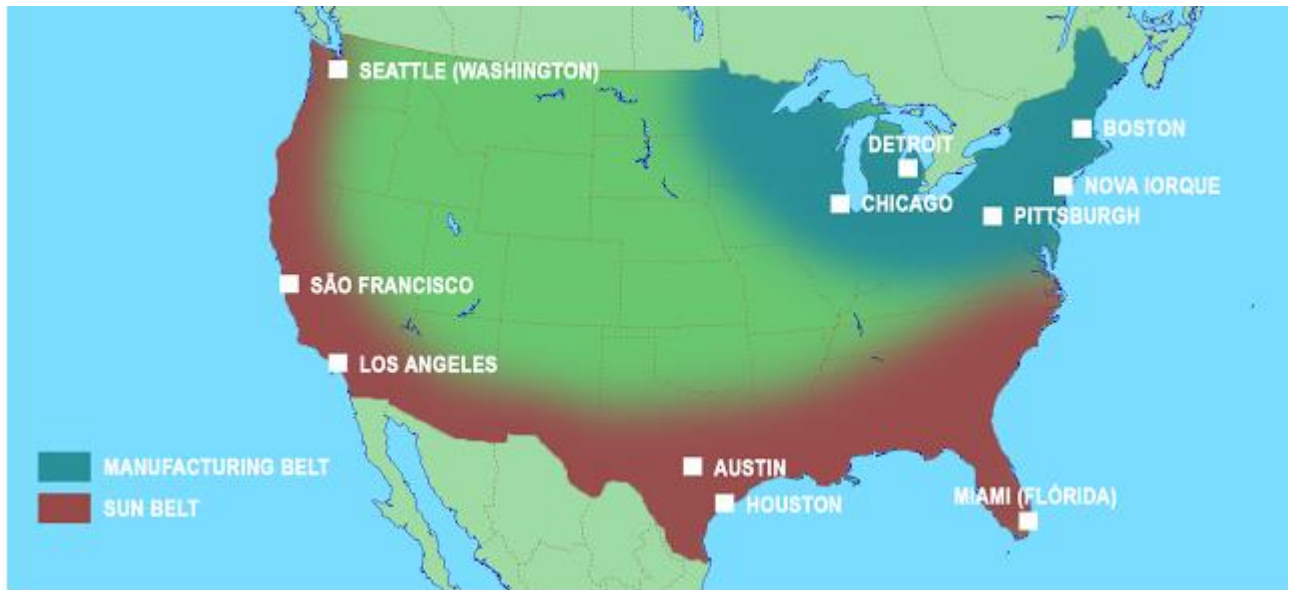 SEATTLE (WASHINGTON)
BOSTON
DETROIT
NOVA IORQUE
CHICAGO
PITTSBURGH
SÃO FRANCISCO
LOS ANGELES
MANUFACTURING BELT
AUSTIN
SUN BELT
HOUSTON
MIAMI (FLÓRIDA)